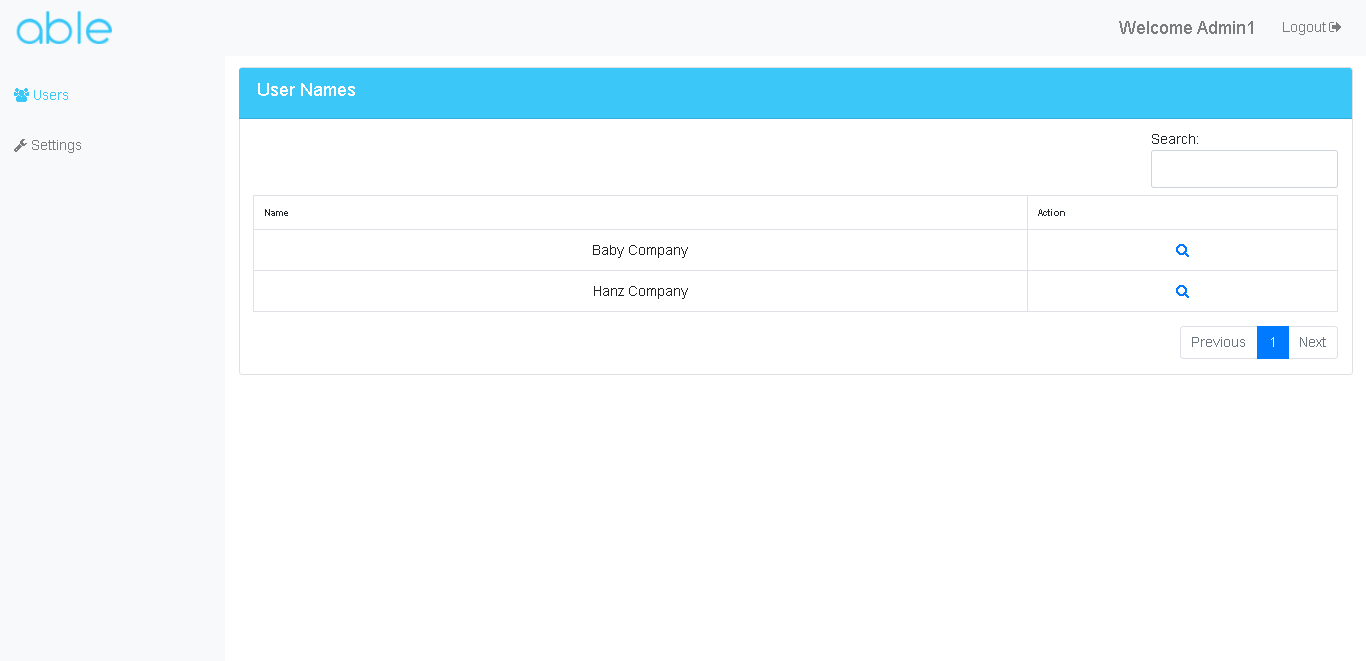 able
Welcome Admin1
Logout
Users
Settings
User Names
Search:
Name
Action
Baby Company
Hanz Company
Previous
1
Next